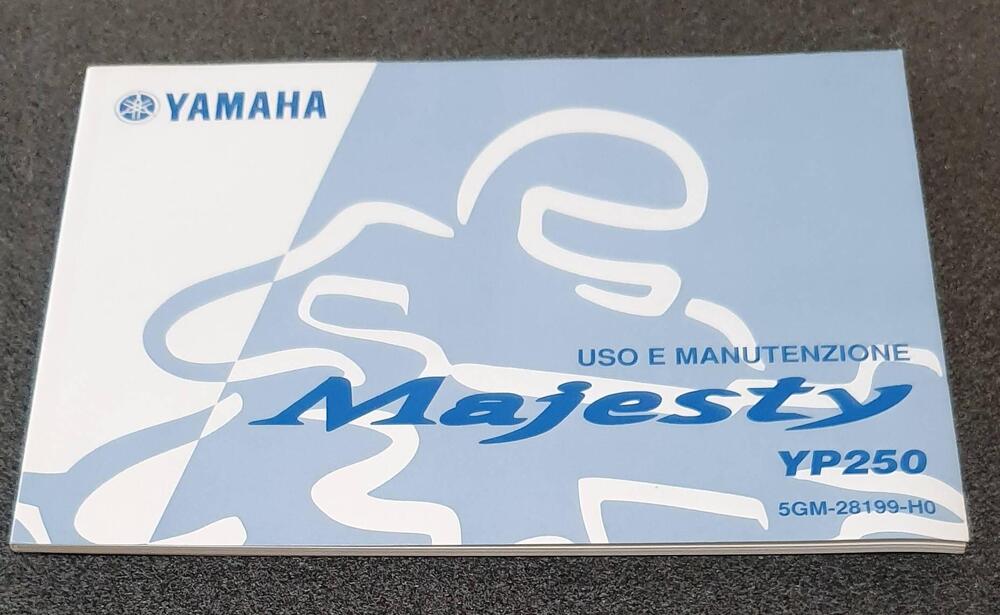 YAMAHA
USO E MANUTENZIONE
Majesty
YP250
5GM-28199-H0